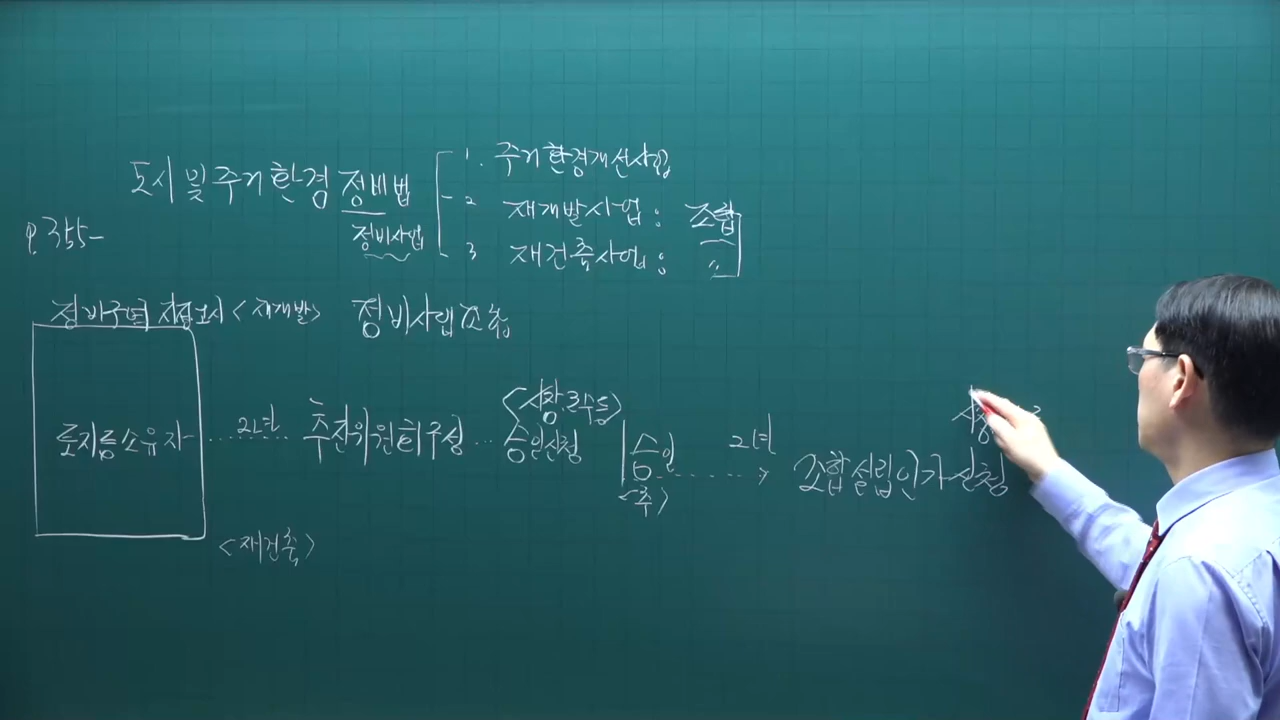 도시 및 주거환경정비법
정비사업
1. 주거환경개선사업
2 재개발사업 : 조합
3 재건축사업 : 〃
P.355-
정비구역 지정고시 <재개발>
정비사업조합
토지등소유자
2년
추진위원회구성
<시장.군수등>
승인신청
승인
<추>
2년
조합설립인가신청
시장
<재건축>